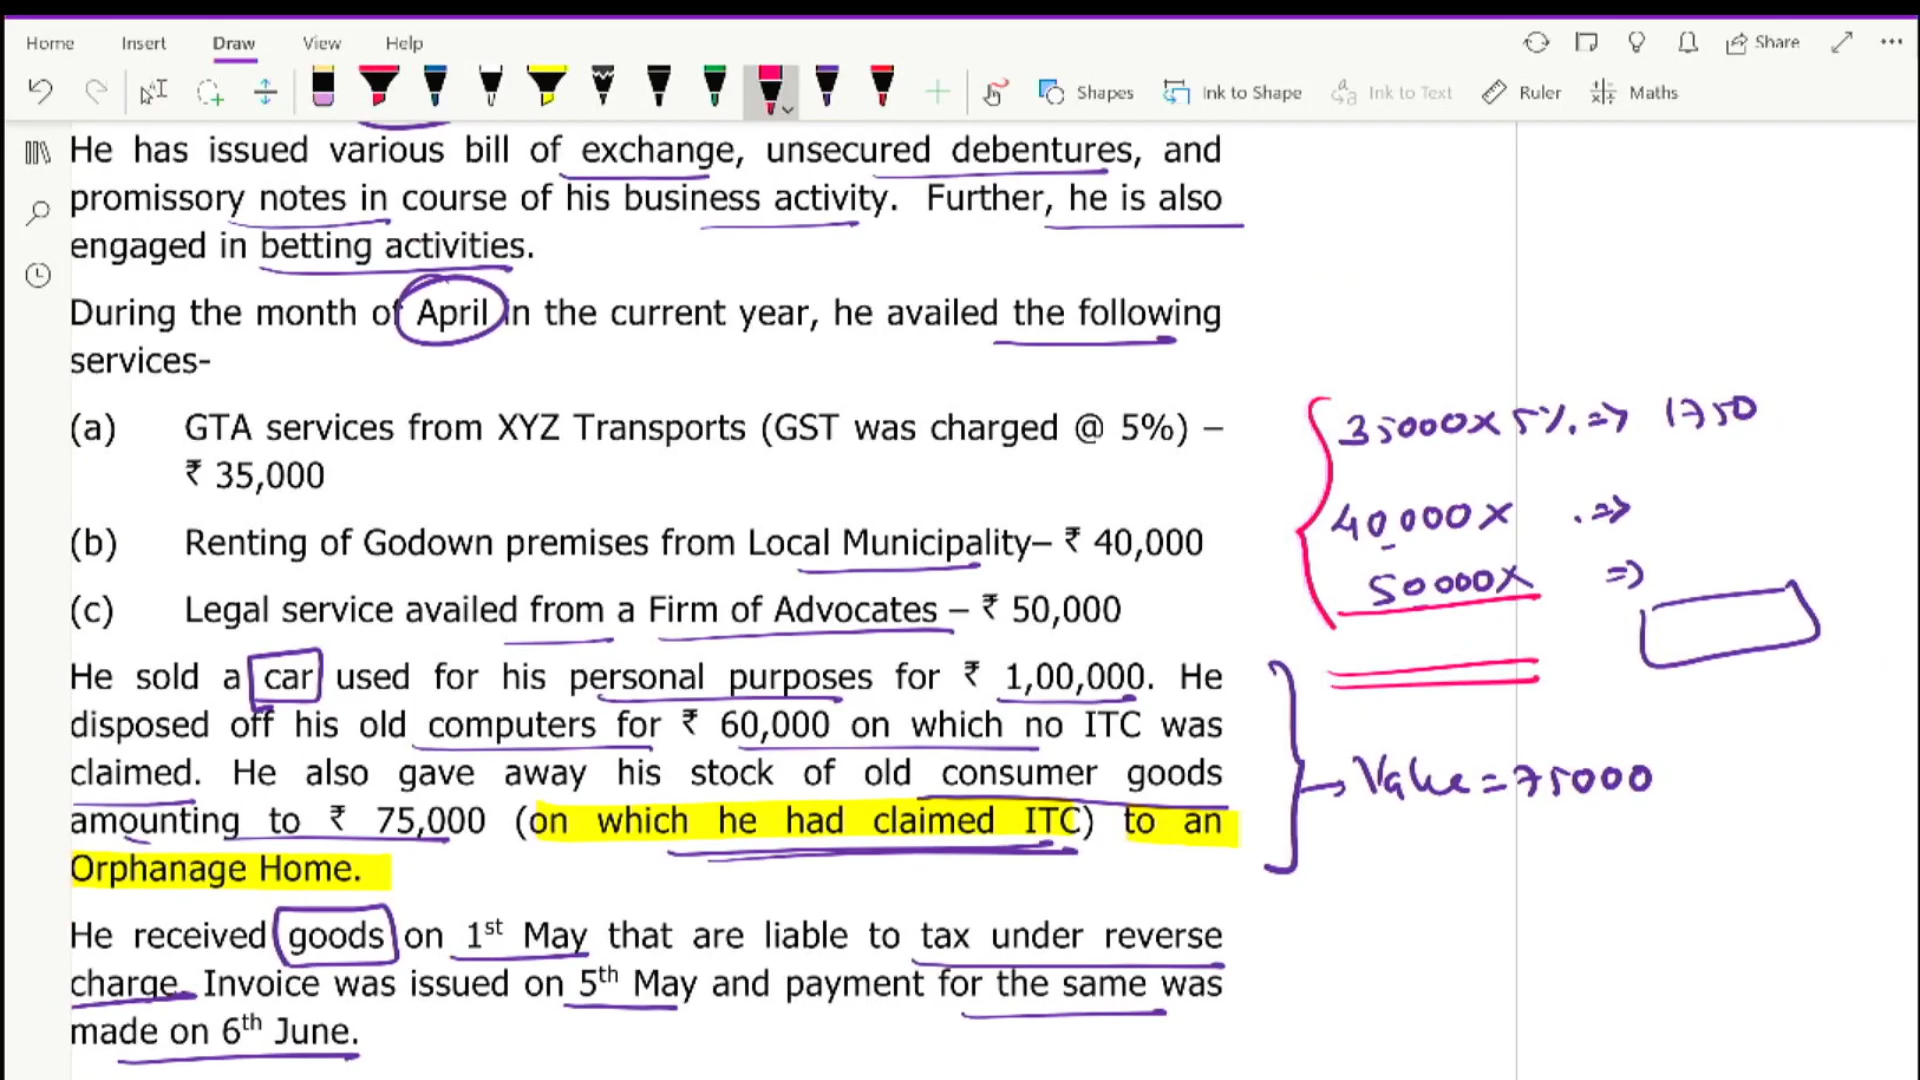 Home Insert Draw View Help Share
Shapes Ink to Shape Ink to Text Ruler Maths
He has issued various bill of exchange, unsecured debentures, and
promissory notes in course of his business activity. Further, he is also
engaged in betting activities.
During the month of April in the current year, he availed the following
services-
(a) GTA services from XYZ Transports (GST was charged @ 5%) –
₹ 35,000
(b) Renting of Godown premises from Local Municipality– ₹ 40,000
(c) Legal service availed from a Firm of Advocates – ₹ 50,000
He sold a car used for his personal purposes for ₹ 1,00,000. He
disposed off his old computers for ₹ 60,000 on which no ITC was
claimed. He also gave away his stock of old consumer goods
amounting to ₹ 75,000 (on which he had claimed ITC) to an
Orphanage Home.
He received goods on 1st May that are liable to tax under reverse
charge. Invoice was issued on 5th May and payment for the same was
made on 6th June.
35000 x 5% . => 1750
40,000 x . =>
50000 x =>
Value = 75000